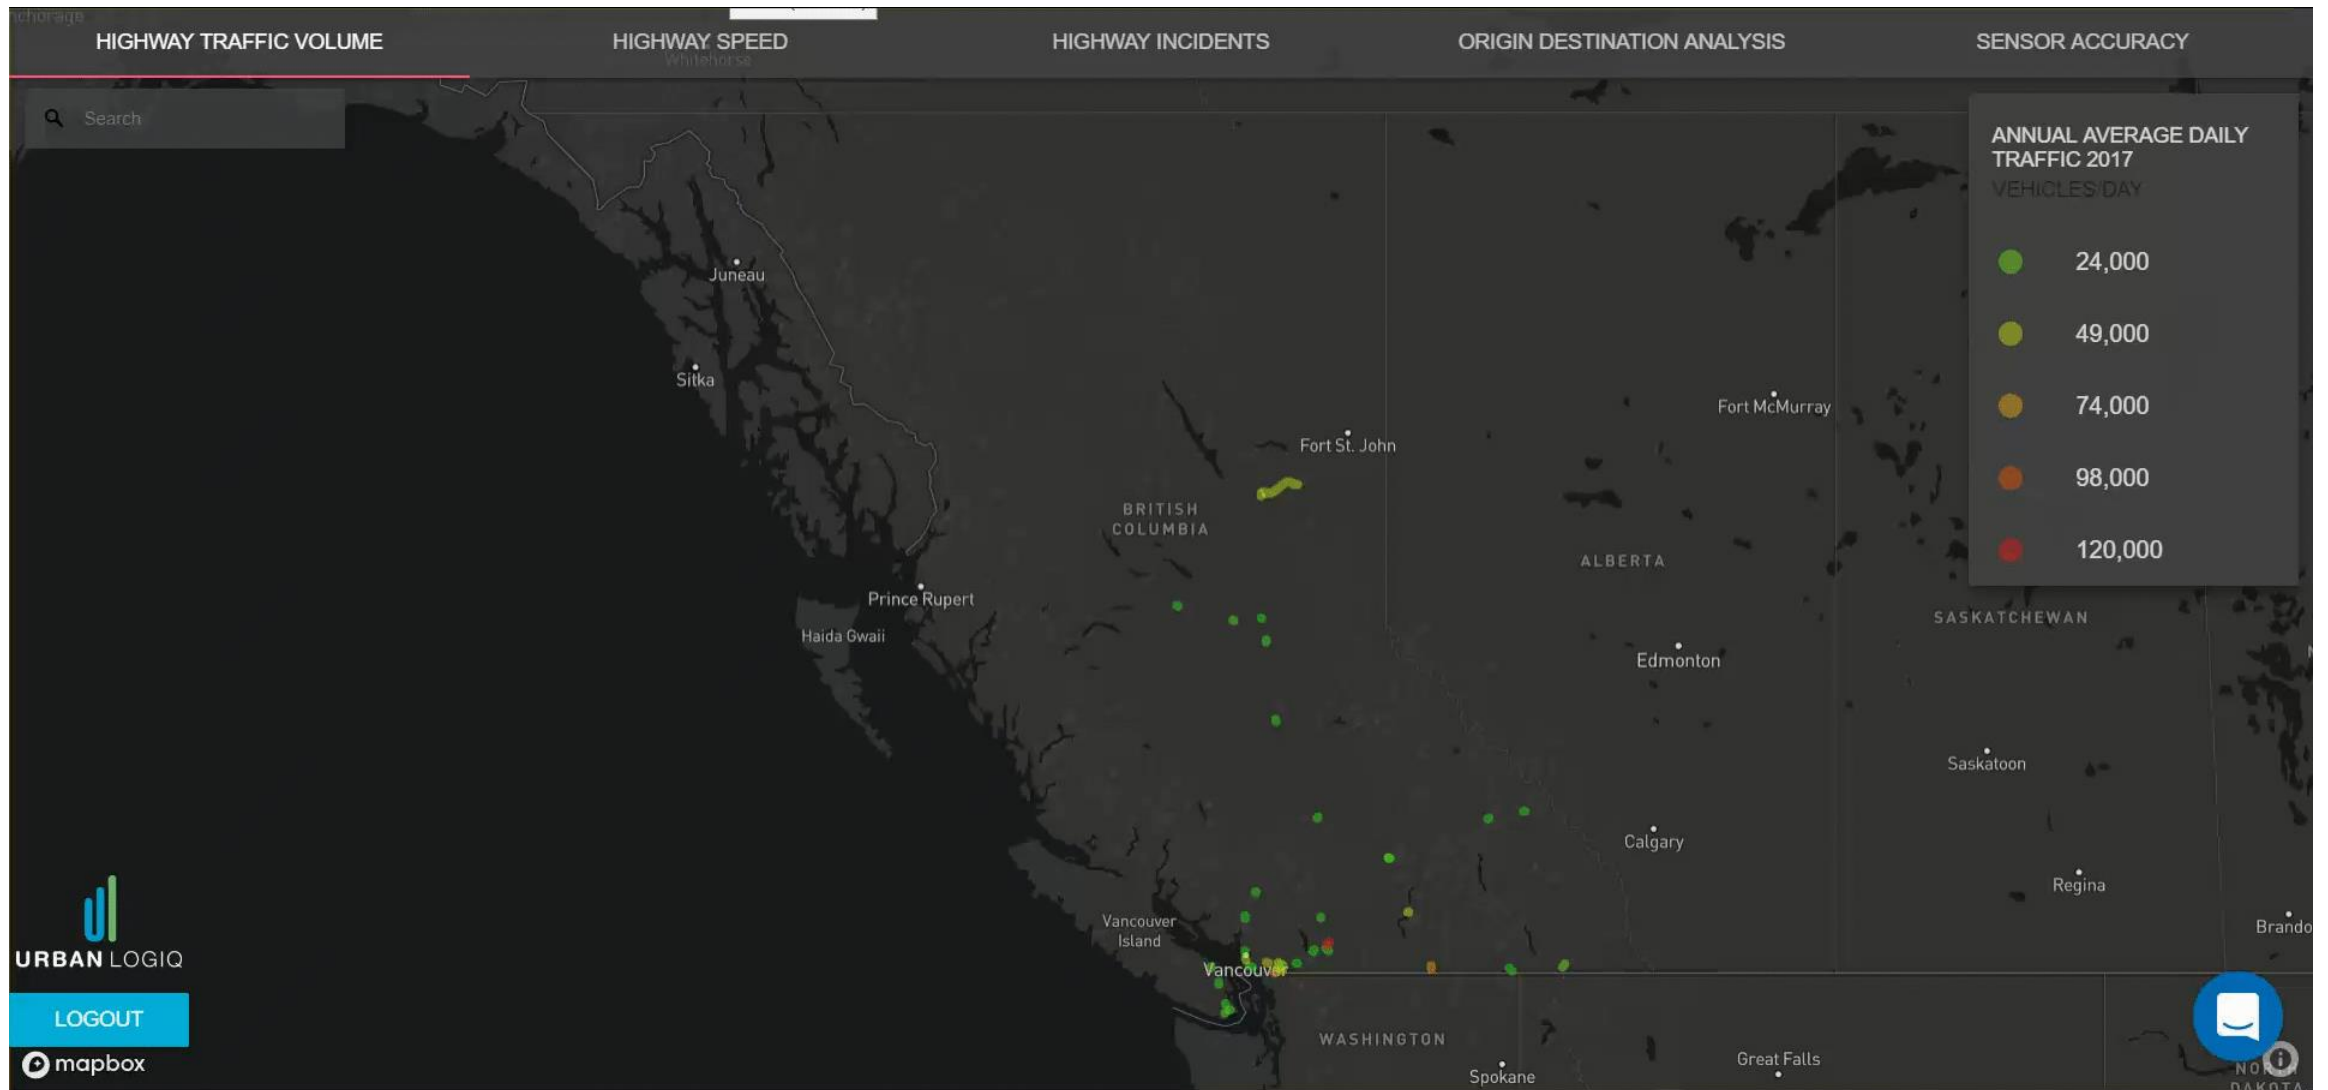 chorage
HIGHWAY TRAFFIC VOLUME
HIGHWAY SPEED
HIGHWAY INCIDENTS
ORIGIN DESTINATION ANALYSIS
SENSOR ACCURACY
Whitehorse
Search
ANNUAL AVERAGE DAILY
TRAFFIC 2017
VEHICLES/DAY
24,000
49,000
74,000
98,000
120,000
Juneau
Sitka
Fort McMurray
Fort St. John
BRITISH
COLUMBIA
ALBERTA
Prince Rupert
Haida Gwaii
SASKATCHEWAN
Edmonton
Saskatoon
Calgary
Regina
Vancouver
Island
Brando
Vancouver
URBAN LOGIQ
LOGOUT
mapbox
WASHINGTON
Spokane
Great Falls
DAKOTA